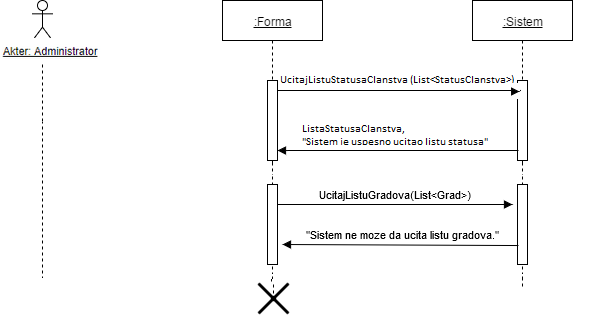 :Forma
:Sistem
Akter: Administrator
UcitajListuStatusaClanstva (List<StatusClanstva>)
ListaStatusaClanstva,
"Sistem je uspesno ucitao listu statusa"
UcitajListuGradova(List<Grad>)
"Sistem ne moze da ucita listu gradova."